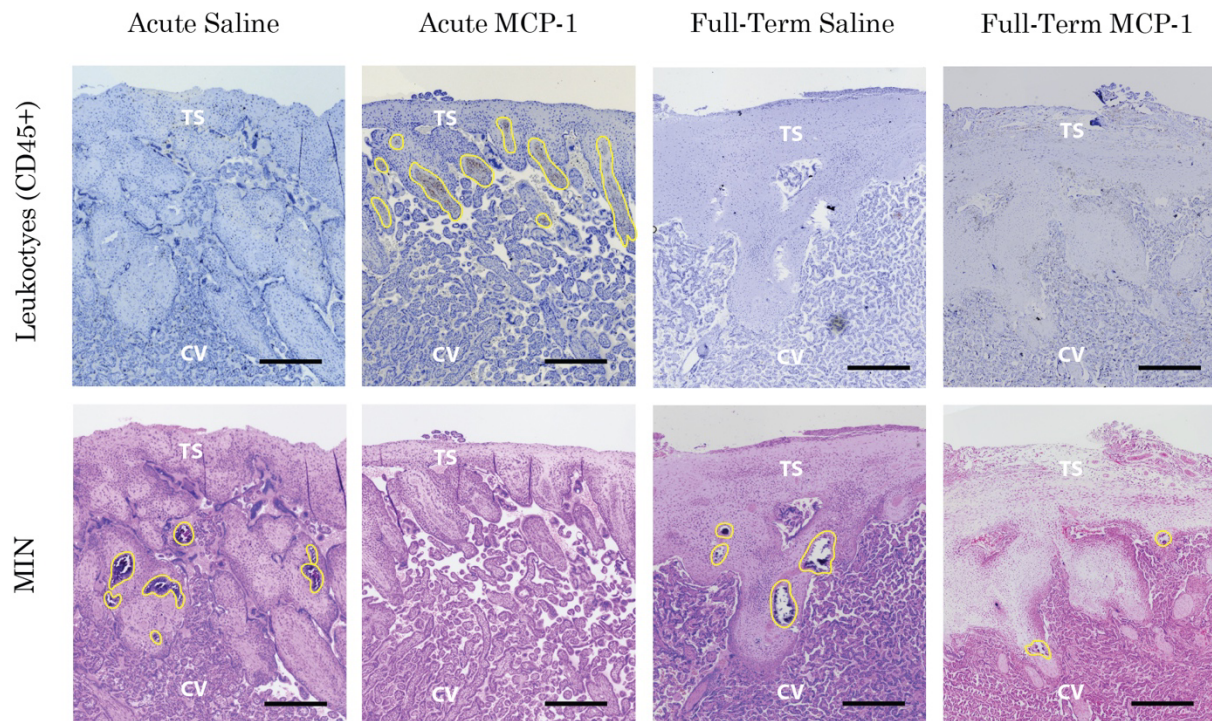 Acute Saline Acute MCP-1 Full-Term Saline Full-Term MCP-1
Leukoctyes (CD45+)
TS TS TS TS
CV CV CV CV
MIN
TS TS TS TS
CV CV CV CV